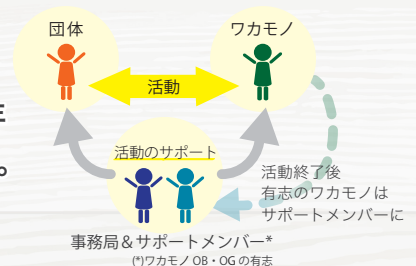 団体
ワカモノ
活動
活動のサポート
活動終了後
有志のワカモノは
サポートメンバーに
。
事務局＆サポートメンバー*
(*)ワカモノ OB・OG の有志